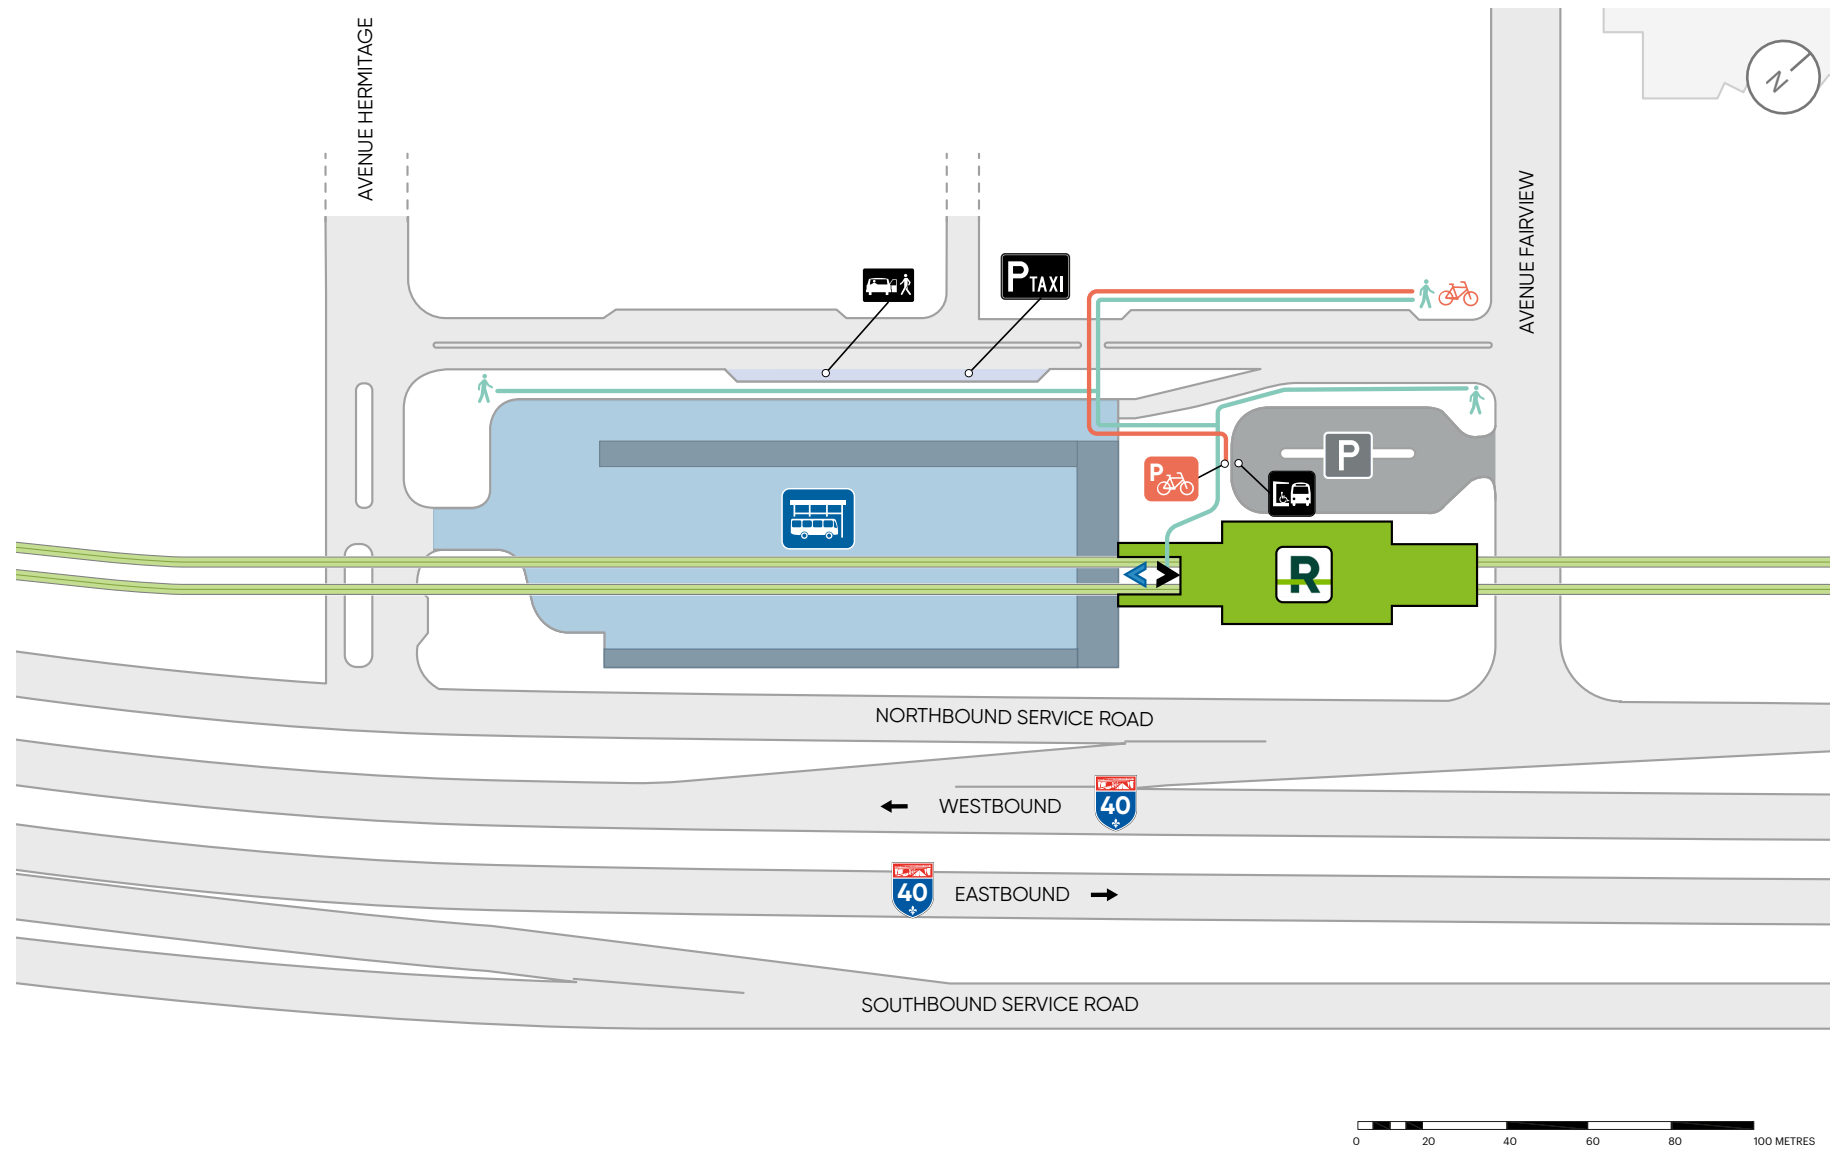 AVENUE HERMITAGE
N
AVENUE FAIRVIEW
P TAXI
P
P
R
NORTHBOUND SERVICE ROAD
WESTBOUND
40
40
EASTBOUND
SOUTHBOUND SERVICE ROAD
0 20 40 60 80 100 METRES